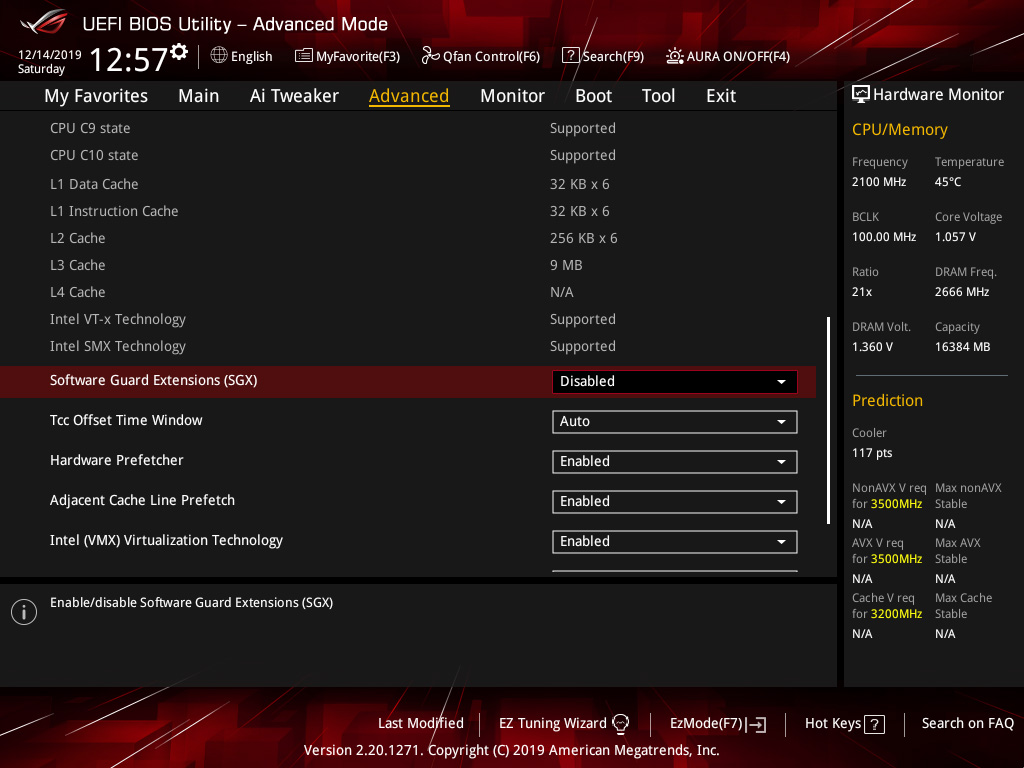 UEFI BIOS Utility – Advanced Mode
12/14/2019
Saturday
12:57
English
MyFavorite(F3)
Qfan Control(F6)
? Search(F9)
AURA ON/OFF(F4)
My Favorites Main Ai Tweaker Advanced Monitor Boot Tool Exit
CPU C9 state Supported
CPU C10 state Supported
L1 Data Cache 32 KB x 6
L1 Instruction Cache 32 KB x 6
L2 Cache 256 KB x 6
L3 Cache 9 MB
L4 Cache N/A
Intel VT-x Technology Supported
Intel SMX Technology Supported
Software Guard Extensions (SGX) Disabled
Tcc Offset Time Window Auto
Hardware Prefetcher Enabled
Adjacent Cache Line Prefetch Enabled
Intel (VMX) Virtualization Technology Enabled
i Enable/disable Software Guard Extensions (SGX)
Hardware Monitor
CPU/Memory
Frequency Temperature
2100 MHz 45°C
BCLK Core Voltage
100.00 MHz 1.057 V
Ratio DRAM Freq.
21x 2666 MHz
DRAM Volt. Capacity
1.360 V 16384 MB
Prediction
Cooler
117 pts
NonAVX V req Max nonAVX
for 3500MHz Stable
N/A N/A
AVX V req Max AVX
for 3500MHz Stable
N/A N/A
Cache V req Max Cache
for 3200MHz Stable
N/A N/A
Last Modified EZ Tuning Wizard EzMode(F7) Hot Keys ? Search on FAQ
Version 2.20.1271. Copyright (C) 2019 American Megatrends, Inc.